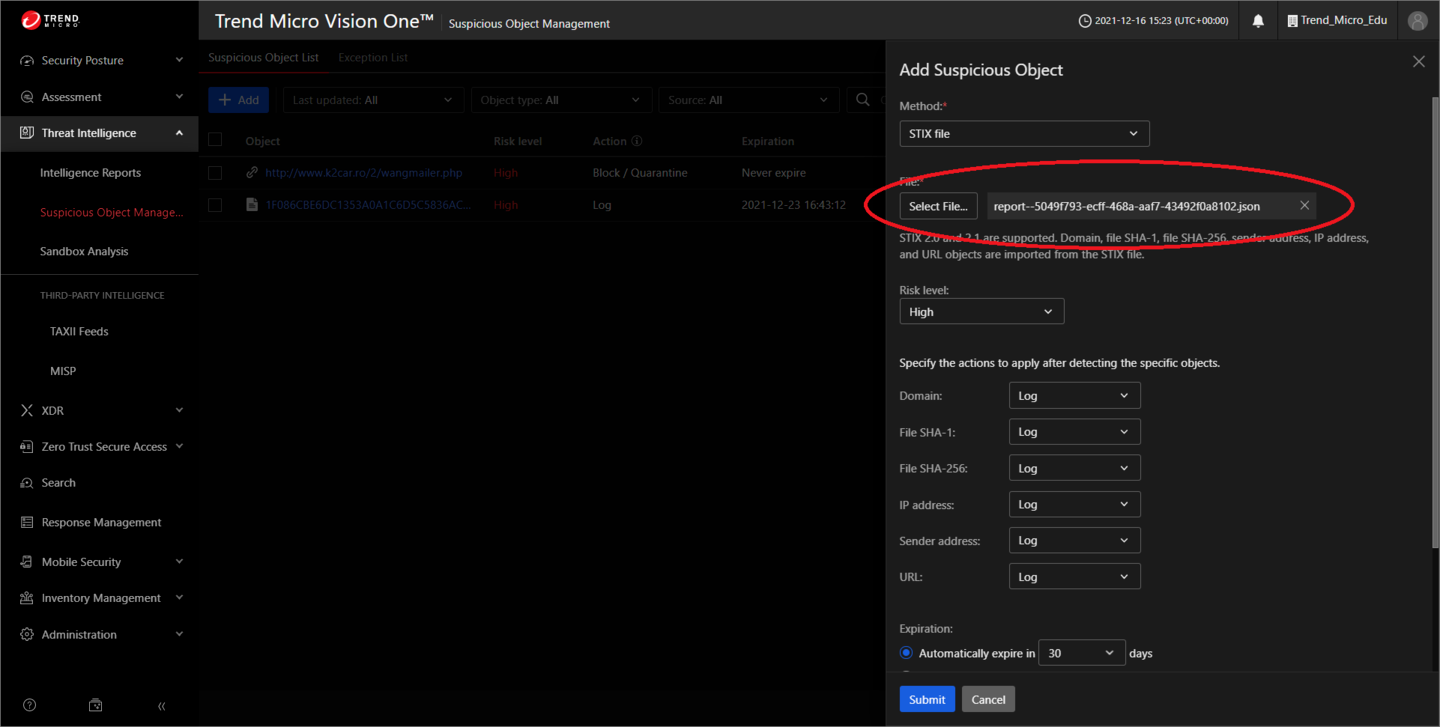 TREND
MICRO
Trend Micro Vision One™
Suspicious Object Management
2021-12-16 15:23 (UTC+00:00)
Trend_Micro_Edu
Security Posture
Assessment
Threat Intelligence
Intelligence Reports
Suspicious Object Manage...
Sandbox Analysis
THIRD-PARTY INTELLIGENCE
TAXII Feeds
MISP
XDR
Zero Trust Secure Access
Search
Response Management
Mobile Security
Inventory Management
Administration
Suspicious Object List
Exception List
+ Add
Last updated: All
Object type: All
Source: All
Object
Risk level
Action
Expiration
http://www.k2car.ro/2/wangmailer.php
High
Block / Quarantine
Never expire
1F086CBE6DC1353A0A1C6D5C5836AC...
High
Log
2021-12-23 16:43:12
Add Suspicious Object
Method:*
STIX file
File:*
Select File...
report--5049f793-ecff-468a-aaf7-43492f0a8102.json
STIX 2.0 and 2.1 are supported. Domain, file SHA-1, file SHA-256, sender address, IP address,
and URL objects are imported from the STIX file.
Risk level:
High
Specify the actions to apply after detecting the specific objects.
Domain:
Log
File SHA-1:
Log
File SHA-256:
Log
IP address:
Log
Sender address:
Log
URL:
Log
Expiration:
Automatically expire in 30 days
Submit
Cancel